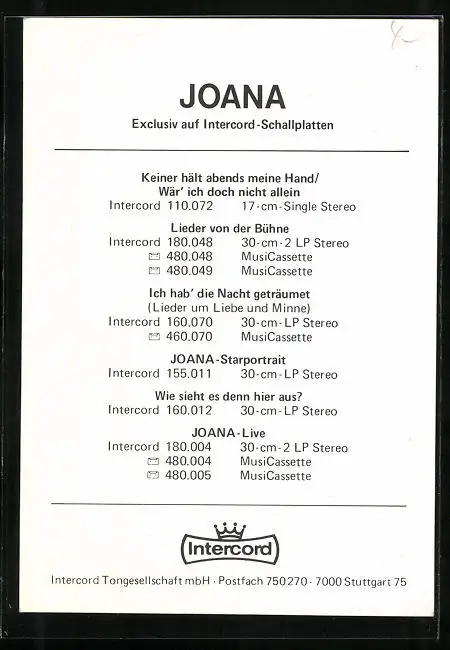 JOANA
Exclusiv auf Intercord-Schallplatten
Keiner hält abends meine Hand/
Wär' ich doch nicht allein
Intercord 110.072 17-cm-Single Stereo
Lieder von der Bühne
Intercord 180.048 30-cm-2 LP Stereo
480.048 MusiCassette
480.049 MusiCassette
Ich hab' die Nacht geträumet
(Lieder um Liebe und Minne)
Intercord 160.070 30-cm-LP Stereo
460.070 MusiCassette
JOANA-Starportrait
Intercord 155.011 30-cm-LP Stereo
Wie sieht es denn hier aus?
Intercord 160.012 30-cm-LP Stereo
JOANA-Live
Intercord 180.004 30-cm-2 LP Stereo
480.004 MusiCassette
480.005 MusiCassette
Intercord
Intercord Tongesellschaft mbH · Postfach 750270 · 7000 Stuttgart 75